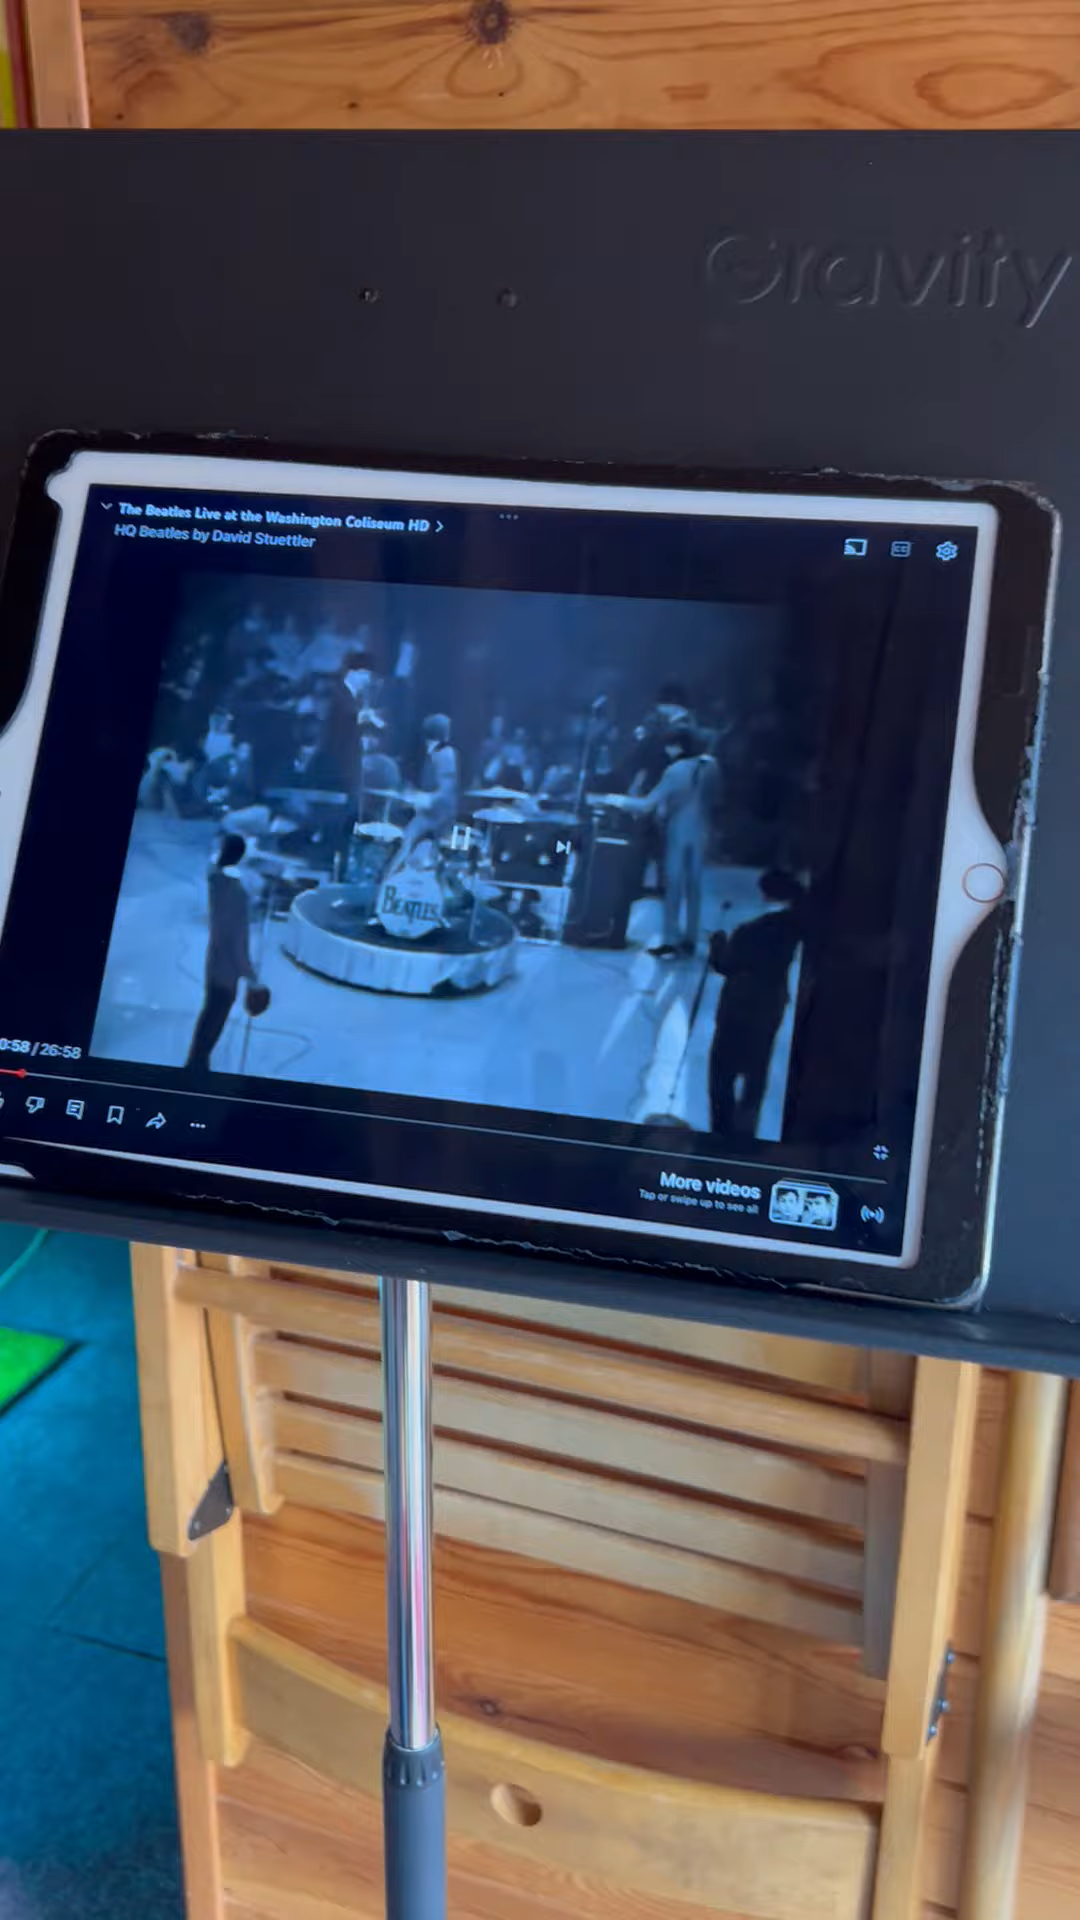 Gravity
The Beatles Live at the Washington Coliseum HD
HQ Beatles by David Stuettler
CC
BEATLES
0:58 / 26:58
More videos
Tap or swipe up to see all